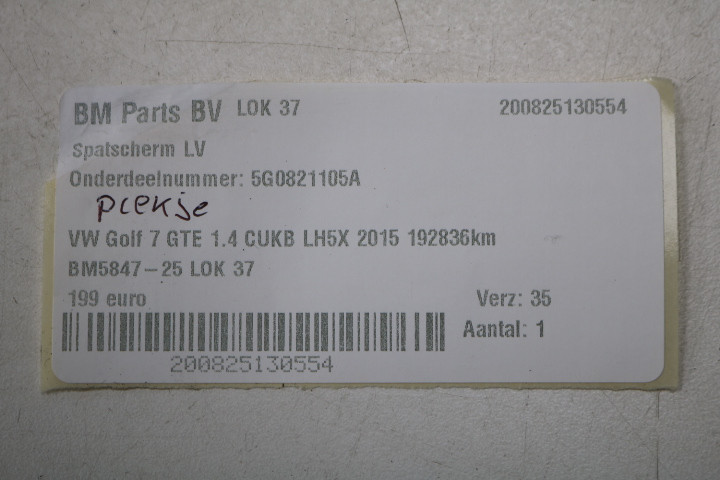 BM Parts BV LOK 37 200825130554
Spatscherm LV
Onderdeelnummer: 5G0821105A
plekje
VW Golf 7 GTE 1.4 CUKB LH5X 2015 192836km
BM5847-25 LOK 37
199 euro Verz: 35
Aantal: 1
200825130554